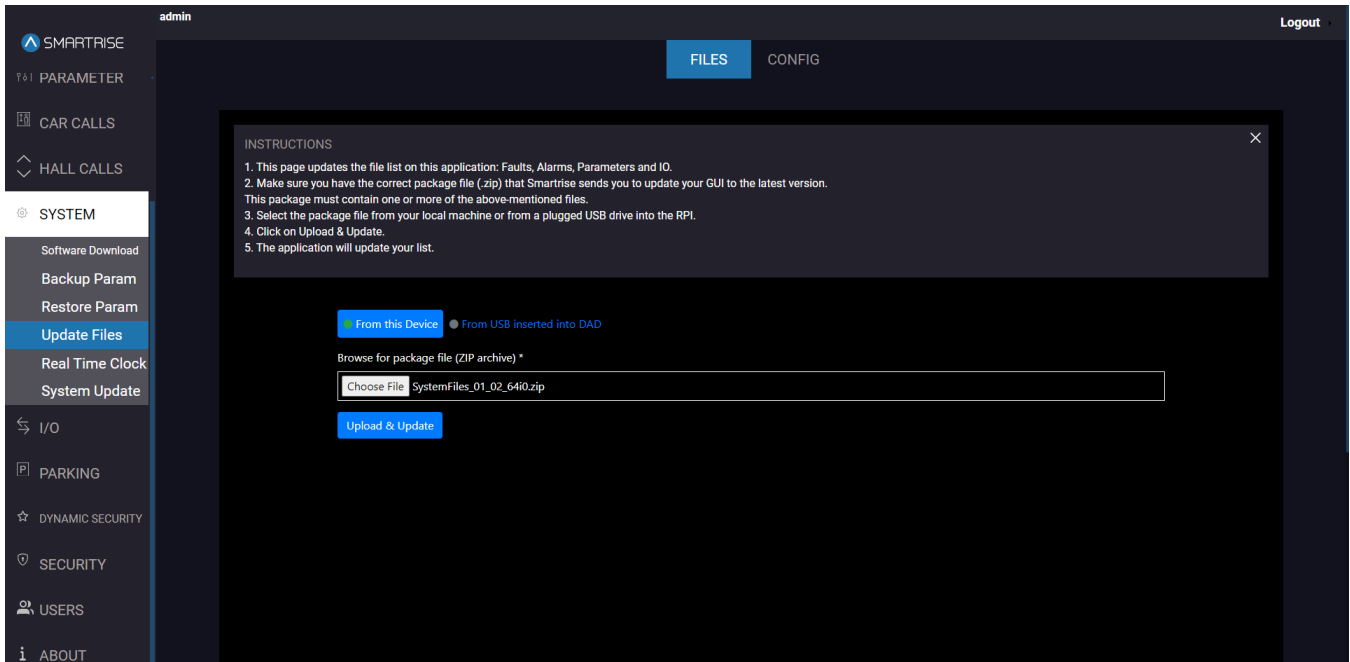 admin
Logout
SMARTRISE
PARAMETER
CAR CALLS
HALL CALLS
SYSTEM
Software Download
Backup Param
Restore Param
Update Files
Real Time Clock
System Update
I/O
PARKING
DYNAMIC SECURITY
SECURITY
USERS
ABOUT
FILES CONFIG
INSTRUCTIONS
1. This page updates the file list on this application: Faults, Alarms, Parameters and IO.
2. Make sure you have the correct package file (.zip) that Smartrise sends you to update your GUI to the latest version.
This package must contain one or more of the above-mentioned files.
3. Select the package file from your local machine or from a plugged USB drive into the RPI.
4. Click on Upload & Update.
5. The application will update your list.
From this Device From USB inserted into DAD
Browse for package file (ZIP archive) *
Choose File SystemFiles_01_02_64i0.zip
Upload & Update